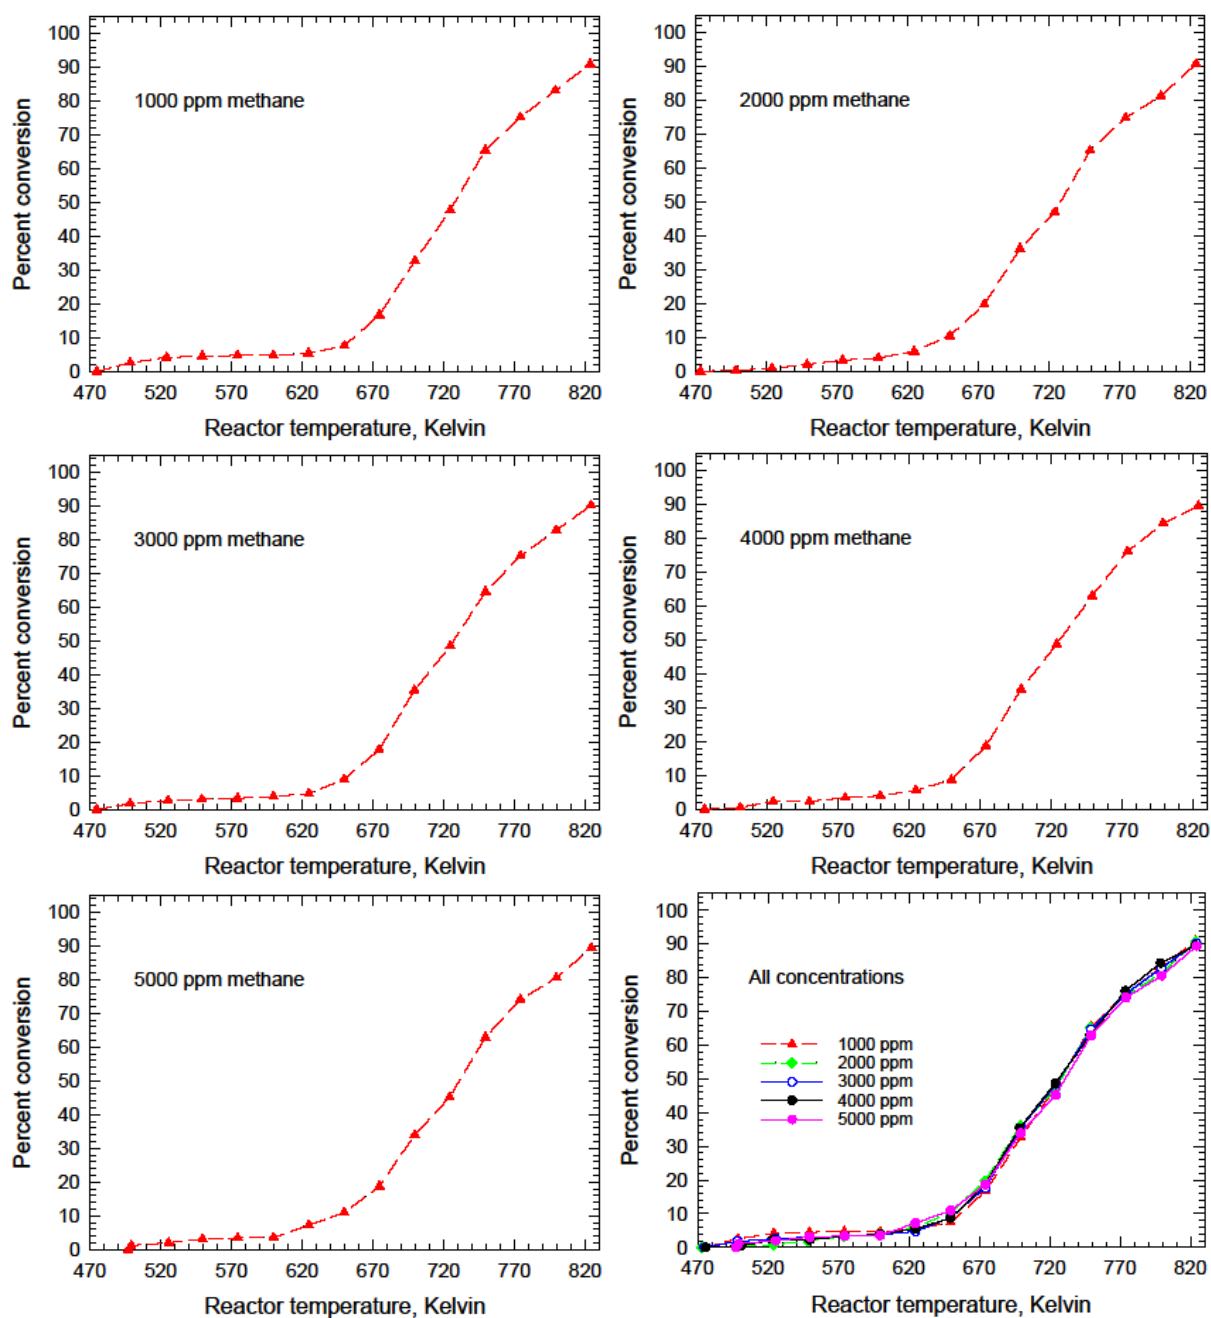 100
90
80
70
60
50
40
30
20
10
0
Percent conversion
1000 ppm methane
470 520 570 620 670 720 770 820
Reactor temperature, Kelvin
100
90
80
70
60
50
40
30
20
10
0
Percent conversion
2000 ppm methane
470 520 570 620 670 720 770 820
Reactor temperature, Kelvin
100
90
80
70
60
50
40
30
20
10
0
Percent conversion
3000 ppm methane
470 520 570 620 670 720 770 820
Reactor temperature, Kelvin
100
90
80
70
60
50
40
30
20
10
0
Percent conversion
4000 ppm methane
470 520 570 620 670 720 770 820
Reactor temperature, Kelvin
100
90
80
70
60
50
40
30
20
10
0
Percent conversion
5000 ppm methane
470 520 570 620 670 720 770 820
Reactor temperature, Kelvin
100
90
80
70
60
50
40
30
20
10
0
Percent conversion
All concentrations
1000 ppm
2000 ppm
3000 ppm
4000 ppm
5000 ppm
470 520 570 620 670 720 770 820
Reactor temperature, Kelvin